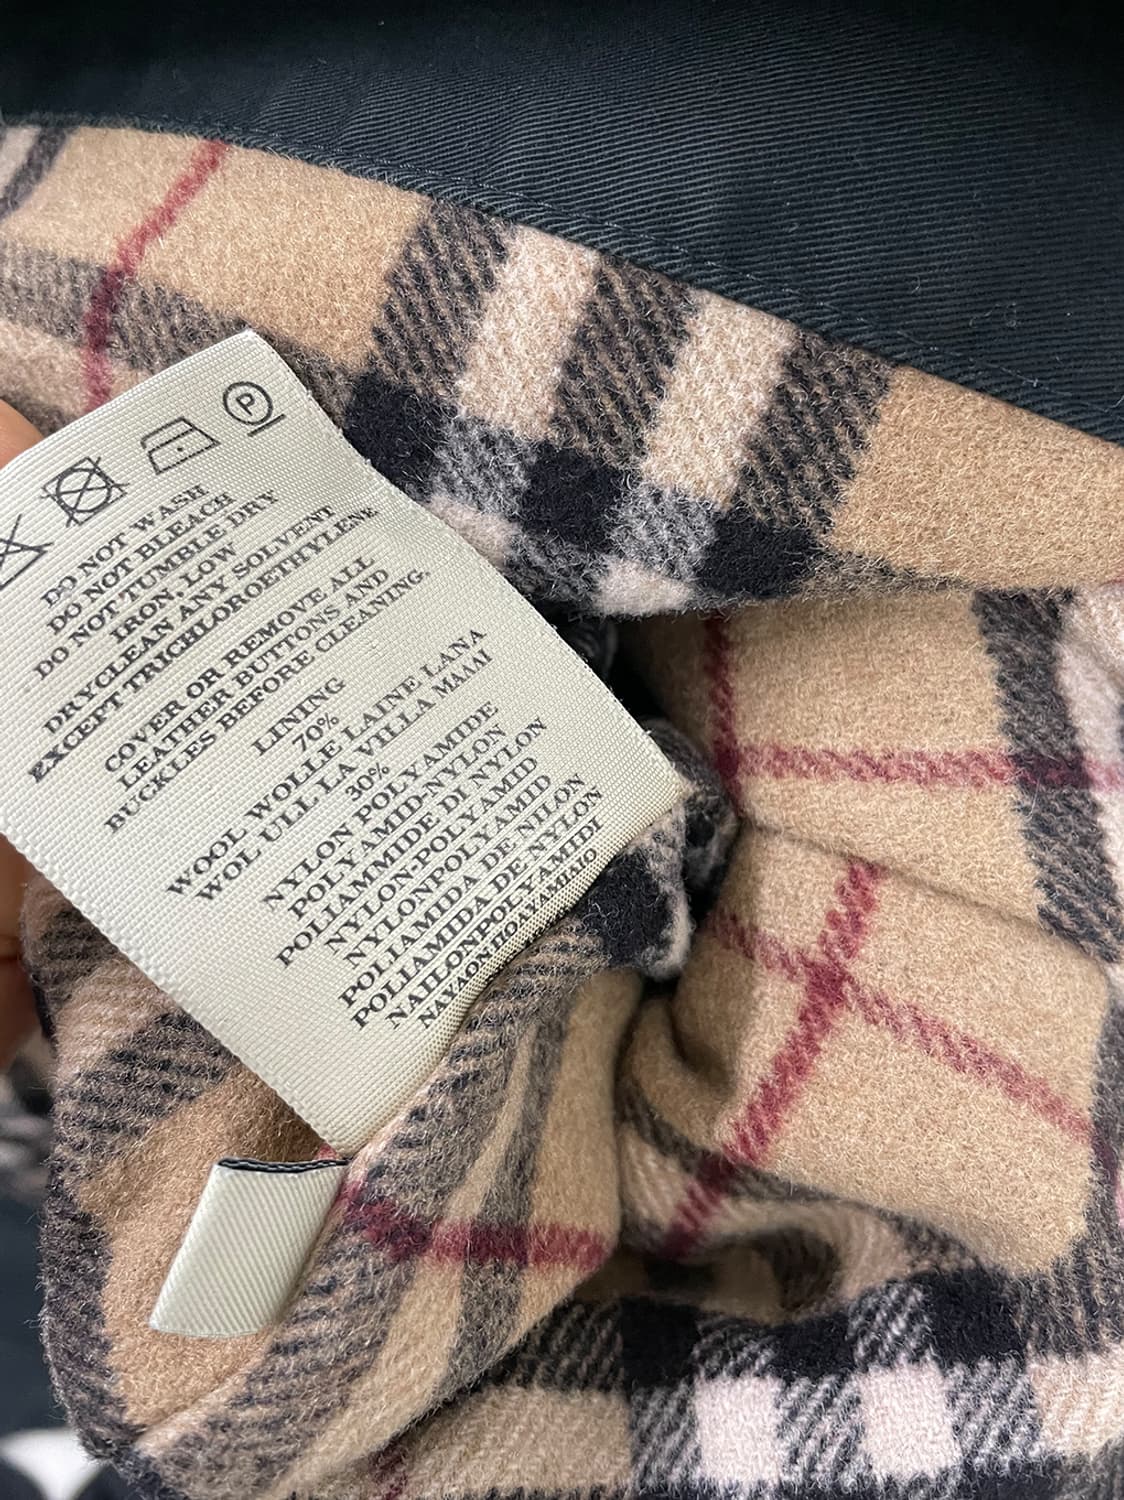 P
DO NOT WASH
DO NOT BLEACH
DO NOT TUMBLE DRY
IRON, LOW
DRYCLEAN ANY SOLVENT
EXCEPT TRICHLOROETHYLENE.
COVER OR REMOVE ALL
LEATHER BUTTONS AND
BUCKLES BEFORE CLEANING.
LINING
70%
WOOL WOLLE LAINE LANA
WOL ULL LÃ VILLA ΜΑΛΛΙ
30%
NYLON POLYAMIDE
POLYAMID-NYLON
POLIAMMIDE DI NYLON
NYLON-POLYAMID
NYLONPOLYAMID
POLIAMIDA DE NILON
POLIAMIDA DE NYLON
NAILONPOLYAMIDI
ΝΑΥΛΟΝ:ΠΟΛΥΑΜΙΔΙΟ